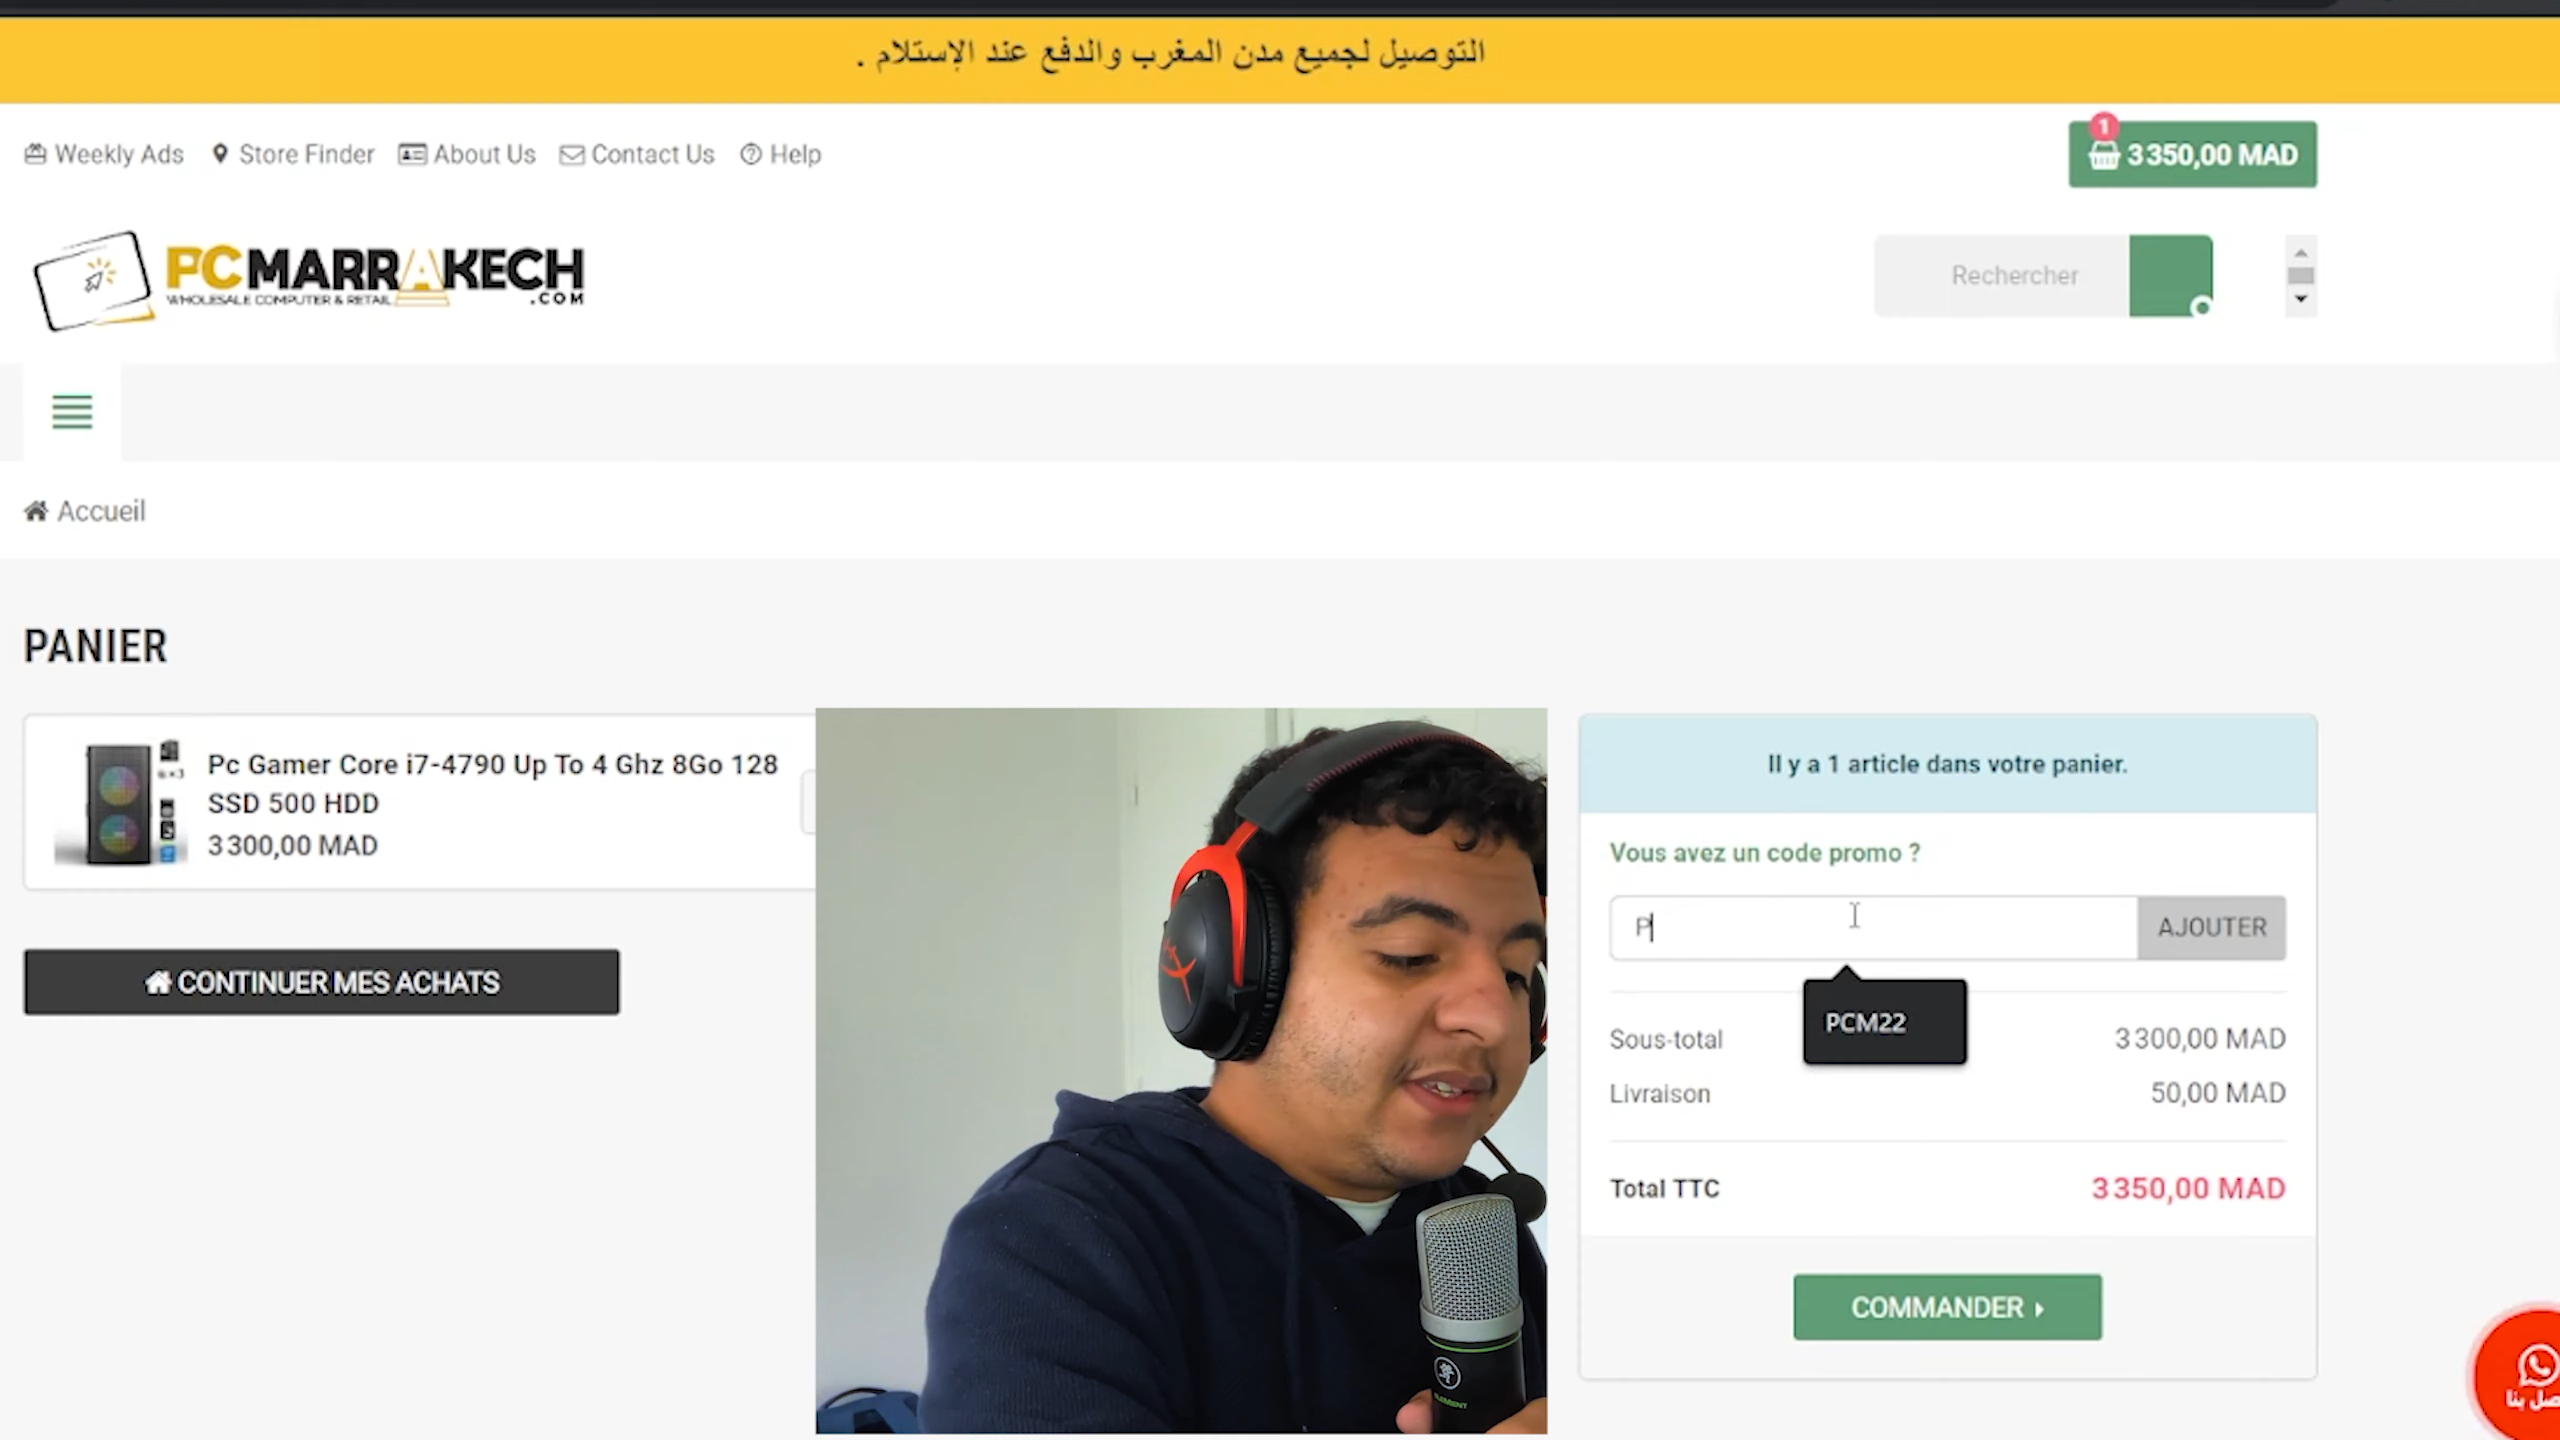 التوصيل لجميع مدن المغرب والدفع عند الإستلام .
Weekly Ads Store Finder About Us Contact Us Help
1
3 350,00 MAD
PCMARRAKECH
WHOLESALE COMPUTER & RETAIL .COM
Rechercher
Accueil
PANIER
Pc Gamer Core i7-4790 Up To 4 Ghz 8Go 128
SSD 500 HDD
3 300,00 MAD
CONTINUER MES ACHATS
Il y a 1 article dans votre panier.
Vous avez un code promo ?
P
AJOUTER
PCM22
Sous-total 3 300,00 MAD
Livraison 50,00 MAD
Total TTC 3 350,00 MAD
COMMANDER
بنا